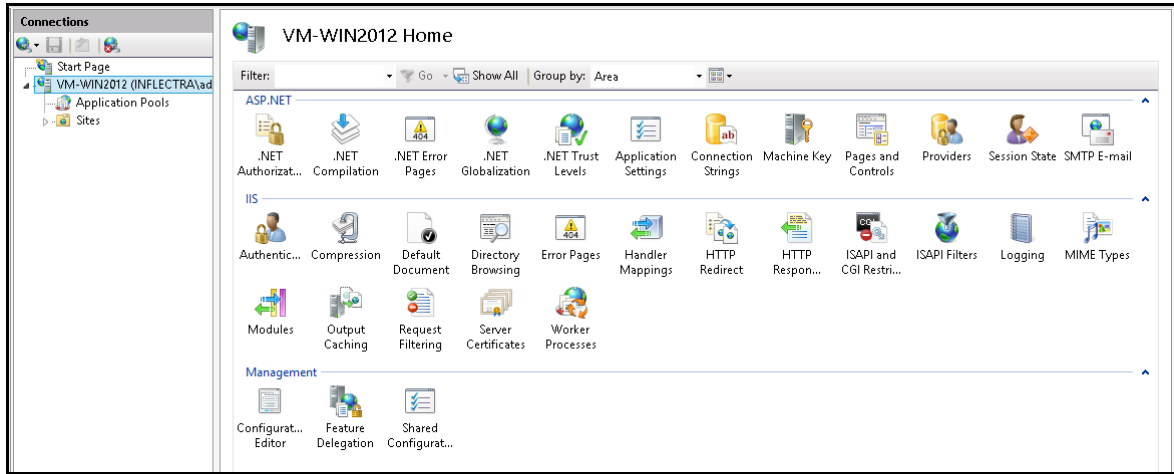 Connections
Start Page
VM-WIN2012 (INFLECTRA\ad
Application Pools
Sites
VM-WIN2012 Home
Filter: Go Show All Group by: Area
ASP.NET
.NET Authorizat...
.NET Compilation
.NET Error Pages
.NET Globalization
.NET Trust Levels
Application Settings
Connection Strings
Machine Key
Pages and Controls
Providers
Session State
SMTP E-mail
IIS
Authentic...
Compression
Default Document
Directory Browsing
Error Pages
Handler Mappings
HTTP Redirect
HTTP Respon...
ISAPI and CGI Restri...
ISAPI Filters
Logging
MIME Types
Modules
Output Caching
Request Filtering
Server Certificates
Worker Processes
Management
Configurat... Editor
Feature Delegation
Shared Configurat...